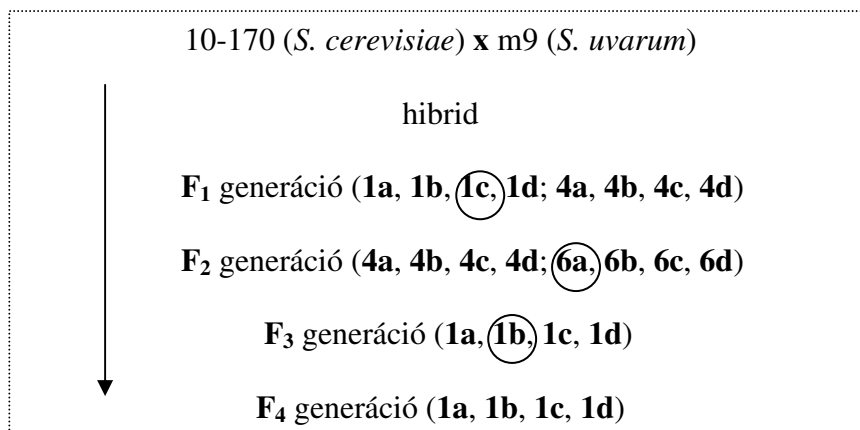 10-170 (S. cerevisiae) x m9 (S. uvarum)
hibrid
F1 generáció (1a, 1b, 1c, 1d; 4a, 4b, 4c, 4d)
F2 generáció (4a, 4b, 4c, 4d; 6a, 6b, 6c, 6d)
F3 generáció (1a, 1b, 1c, 1d)
F4 generáció (1a, 1b, 1c, 1d)